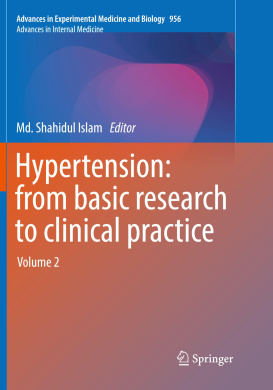 Advances in Experimental Medicine and Biology 956
Advances in Internal Medicine
Md. Shahidul Islam Editor
Hypertension:
from basic research
to clinical practice
Volume 2
Springer